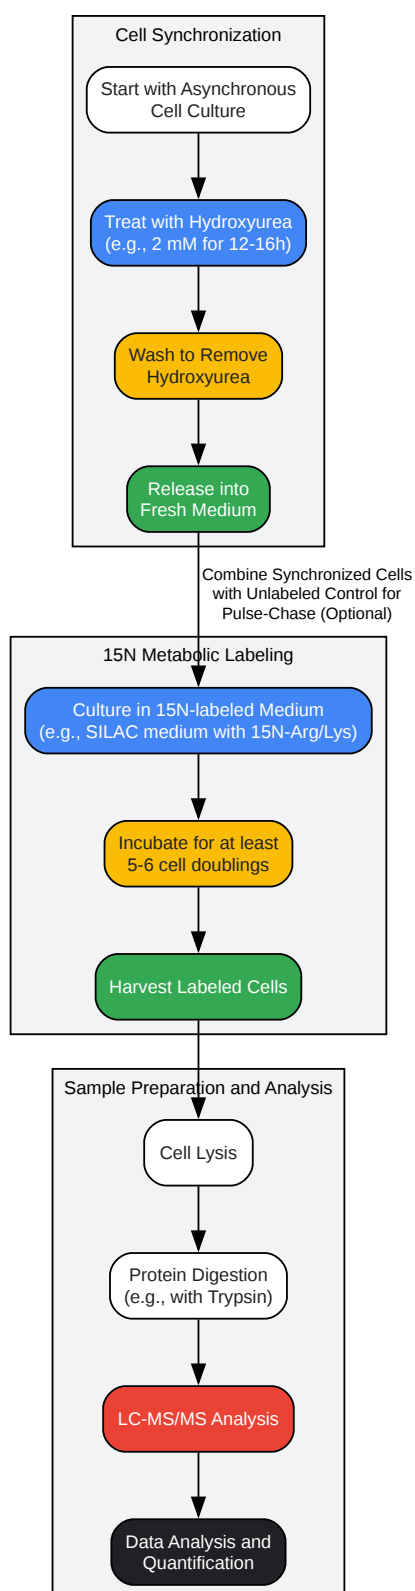 Cell Synchronization
Start with Asynchronous
Cell Culture
Treat with Hydroxyurea
(e.g., 2 mM for 12-16h)
Wash to Remove
Hydroxyurea
Release into
Fresh Medium
Combine Synchronized Cells
with Unlabeled Control for
Pulse-Chase (Optional)
15N Metabolic Labeling
Culture in 15N-labeled Medium
(e.g., SILAC medium with 15N-Arg/Lys)
Incubate for at least
5-6 cell doublings
Harvest Labeled Cells
Sample Preparation and Analysis
Cell Lysis
Protein Digestion
(e.g., with Trypsin)
LC-MS/MS Analysis
Data Analysis and
Quantification